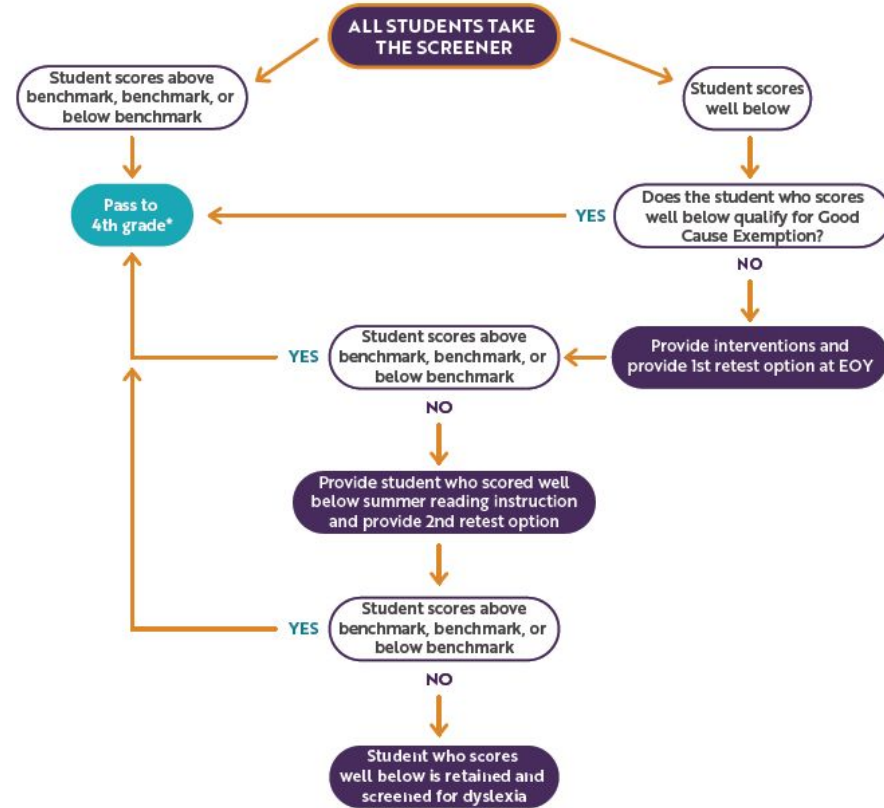 ALL STUDENTS TAKE
THE SCREENER
Student scores above
benchmark, benchmark, or
below benchmark
Student scores
well below
Pass to
4th grade*
YES
Does the student who scores
well below qualify for Good
Cause Exemption?
NO
Provide interventions and
provide 1st retest option at EOY
Student scores above
benchmark, benchmark, or
below benchmark
YES
NO
Provide student who scored well
below summer reading instruction
and provide 2nd retest option
Student scores above
benchmark, benchmark, or
below benchmark
YES
NO
Student who scores
well below is retained and
screened for dyslexia